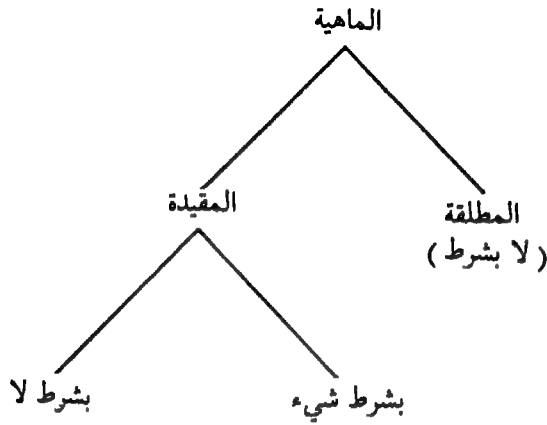 الماهية
المطلقة
( لا بشرط )
المقيدة
بشرط شيء
بشرط لا